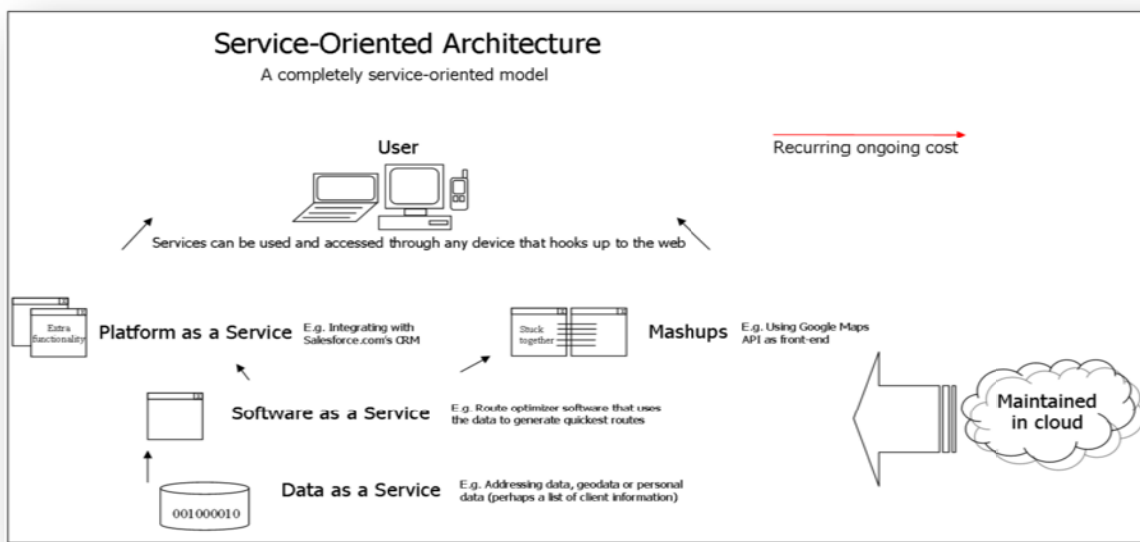 Service-Oriented Architecture
A completely service-oriented model
User
Recurring ongoing cost
Services can be used and accessed through any device that hooks up to the web
Extra
functionality
Platform as a Service
E.g. Integrating with
Salesforce.com's CRM
Stuck
together
Mashups
E.g. Using Google Maps
API as front-end
Software as a Service
E.g. Route optimizer software that uses
the data to generate quickest routes
Maintained
in cloud
Data as a Service
E.g. Addressing data, geodata or personal
data (perhaps a list of client information)
001000010